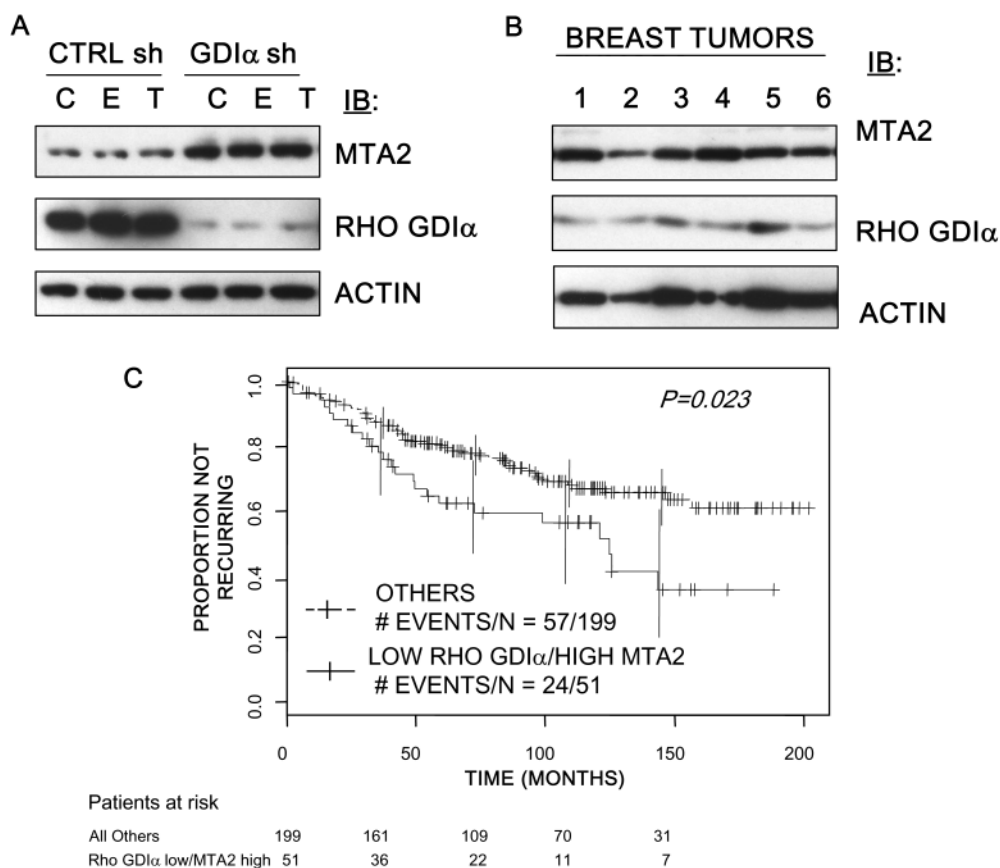 A
CTRL sh GDIα sh
C E T C E T IB:
MTA2
RHO GDIα
ACTIN
B
BREAST TUMORS
IB:
1 2 3 4 5 6
MTA2
RHO GDIα
ACTIN
C
P=0.023
PROPORTION NOT
RECURRING
1.0
0.8
0.6
0.4
0.2
0.0
OTHERS
# EVENTS/N = 57/199
LOW RHO GDIα/HIGH MTA2
# EVENTS/N = 24/51
0 50 100 150 200
TIME (MONTHS)
Patients at risk
All Others 199 161 109 70 31
Rho GDIα low/MTA2 high 51 36 22 11 7